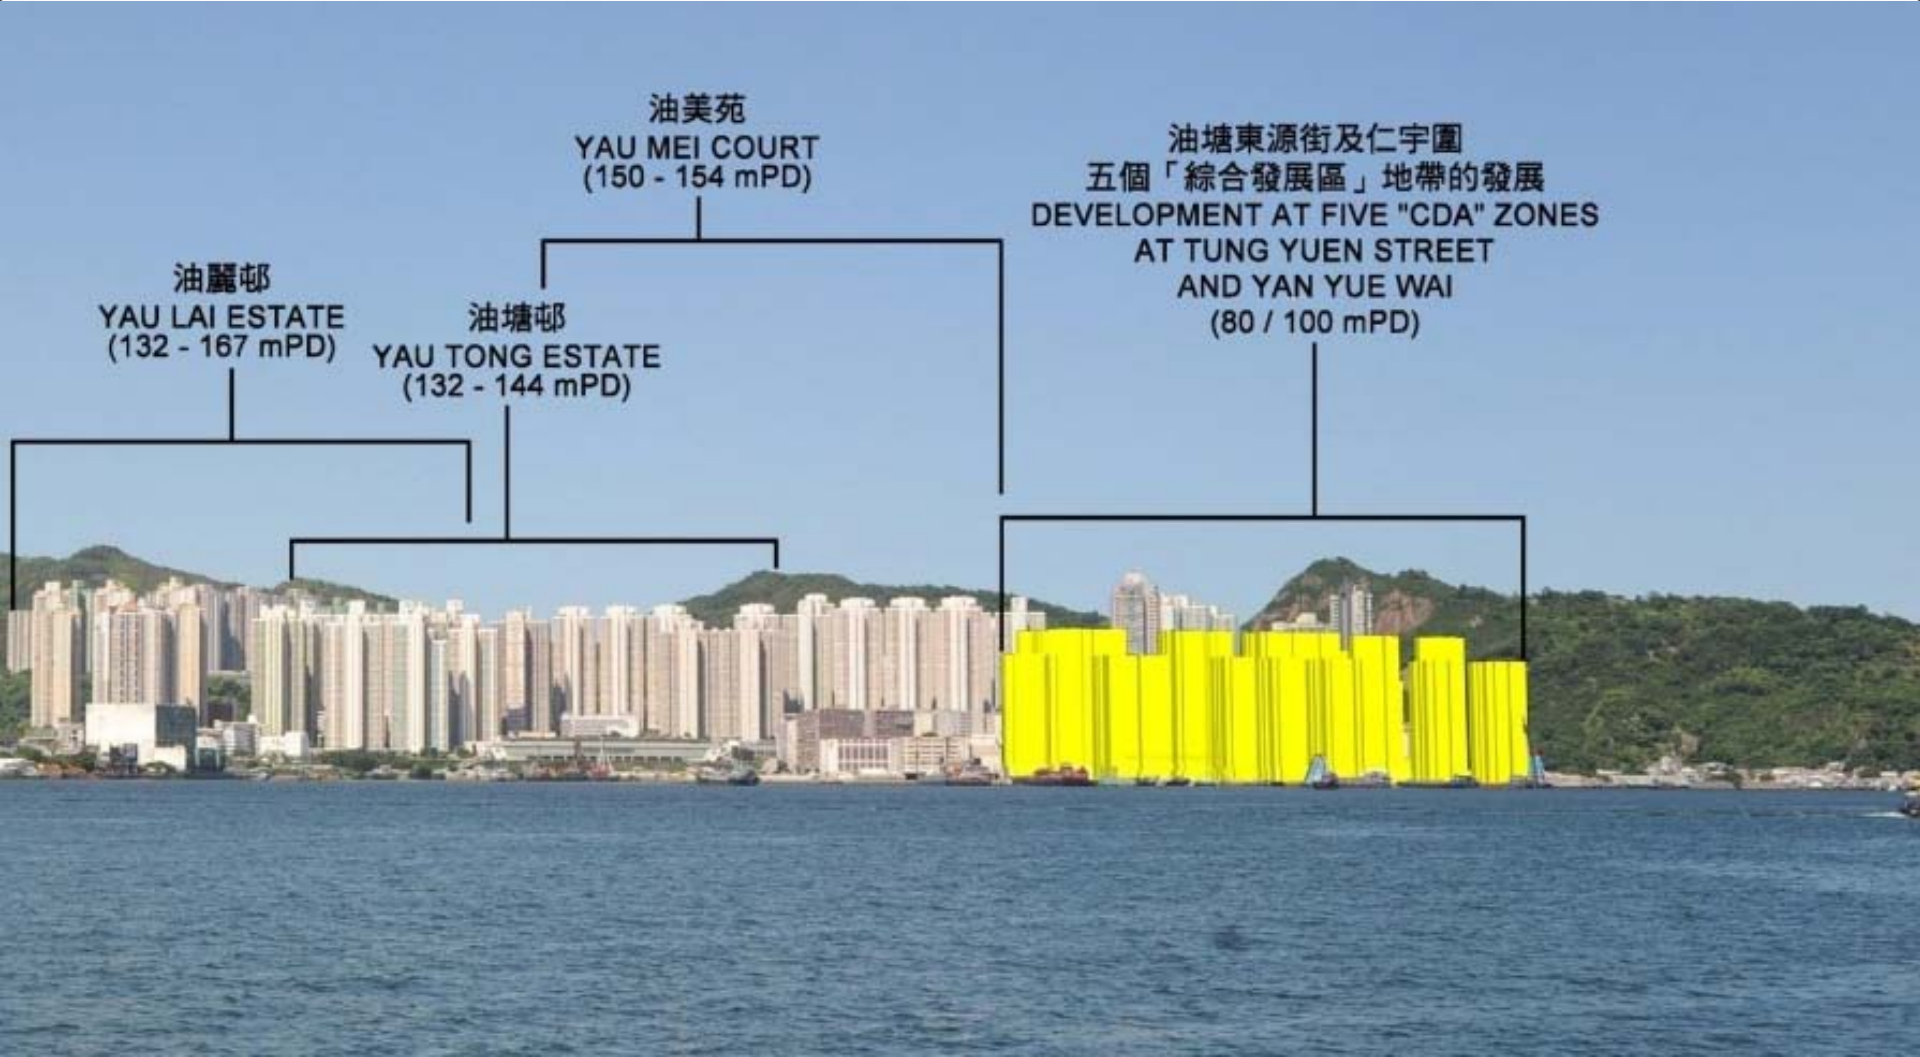 油美苑
YAU MEI COURT
(150 - 154 mPD)
油塘東源街及仁宇圍
五個「綜合發展區」地帶的發展
DEVELOPMENT AT FIVE "CDA" ZONES
AT TUNG YUEN STREET
AND YAN YUE WAI
(80 / 100 mPD)
油麗邨
YAU LAI ESTATE
(132 - 167 mPD)
油塘邨
YAU TONG ESTATE
(132 - 144 mPD)